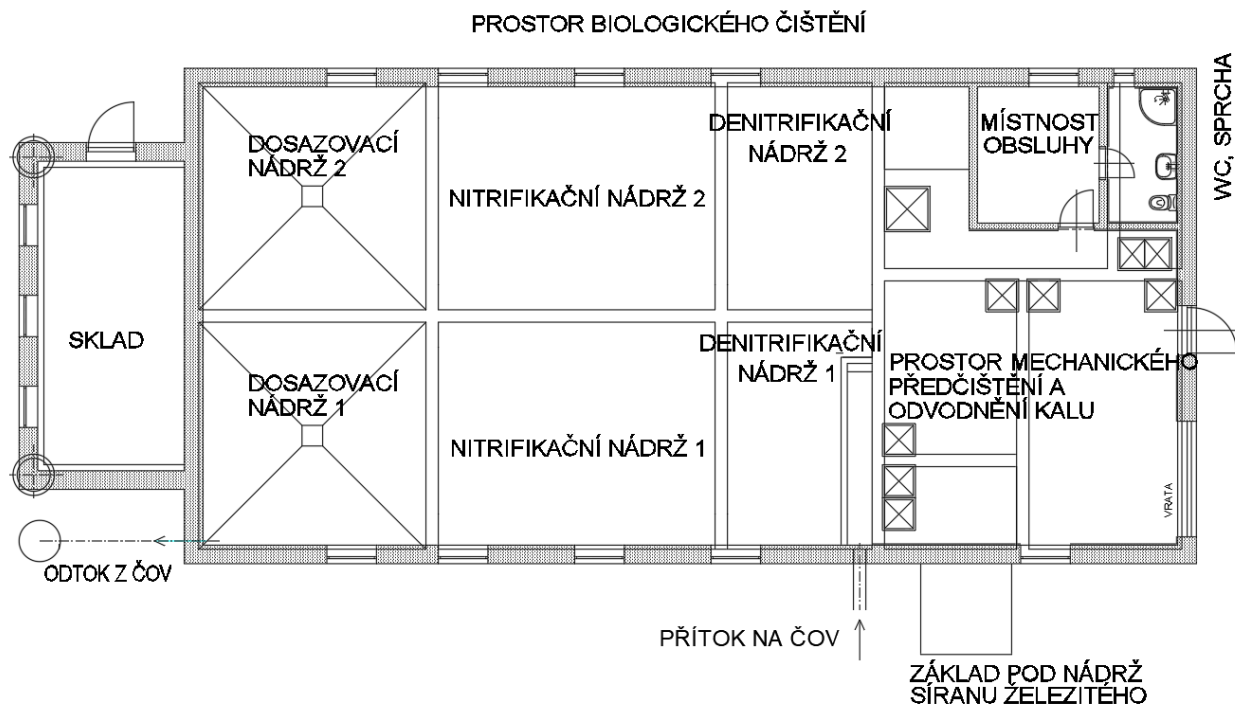 PROSTOR BIOLOGICKÉHO ČIŠTĚNÍ
WC, SPRCHA
DOSAZOVACÍ
NÁDRŽ 2
NITRIFIKAČNÍ NÁDRŽ 2
DENITRIFIKAČNÍ
NÁDRŽ 2
MÍSTNOST
OBSLUHY
SKLAD
DOSAZOVACÍ
NÁDRŽ 1
NITRIFIKAČNÍ NÁDRŽ 1
DENITRIFIKAČNÍ
NÁDRŽ 1
PROSTOR MECHANICKÉHO
PŘEDČIŠTĚNÍ A
ODVODNĚNÍ KALU
VRATA
ODTOK Z ČOV
PŘÍTOK NA ČOV
ZÁKLAD POD NÁDRŽ
SÍRANU ŽELEZITÉHO